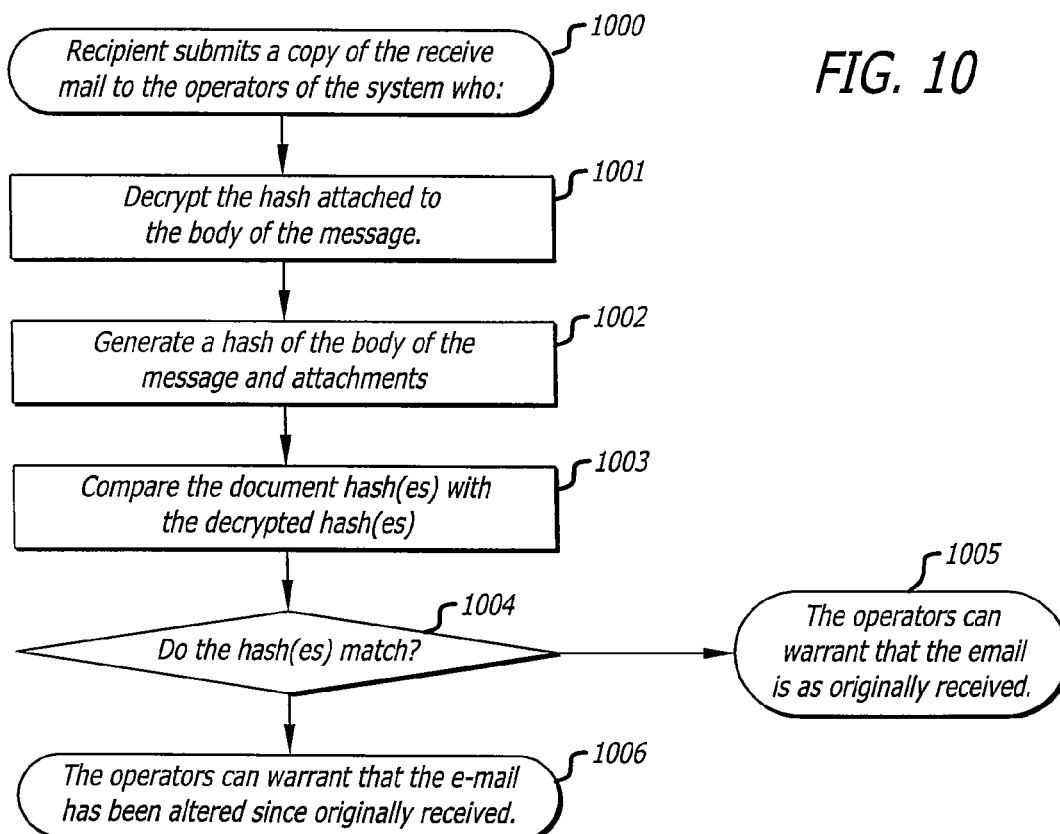 FIG. 10
1000
Recipient submits a copy of the receive
mail to the operators of the system who:
1001
Decrypt the hash attached to
the body of the message.
1002
Generate a hash of the body of the
message and attachments
1003
Compare the document hash(es) with
the decrypted hash(es)
1004
Do the hash(es) match?
1005
The operators can
warrant that the email
is as originally received.
1006
The operators can warrant that the e-mail
has been altered since originally received.